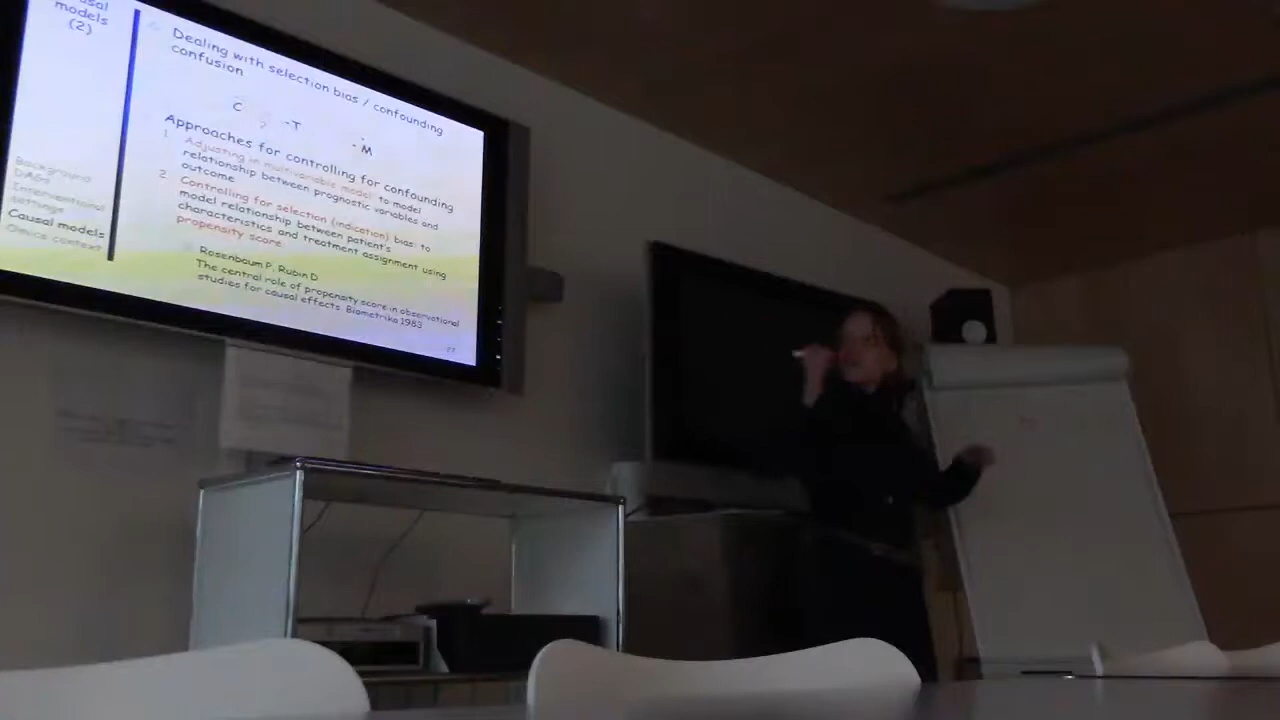 models
(2)
Dealing with selection bias / confounding
confusion
C
?
T
M
Approaches for controlling for confounding
1. Adjusting in multivariable model: to model
relationship between prognostic variables and
outcome
2. Controlling for selection (indication) bias: to
model relationship between patient's
characteristics and treatment assignment using
propensity score.
Rosenbaum P, Rubin D
The central role of propensity score in observational
studies for causal effects. Biometrika 1983
Background
DAGs
Interventional
settings
Causal models
Omics context
27